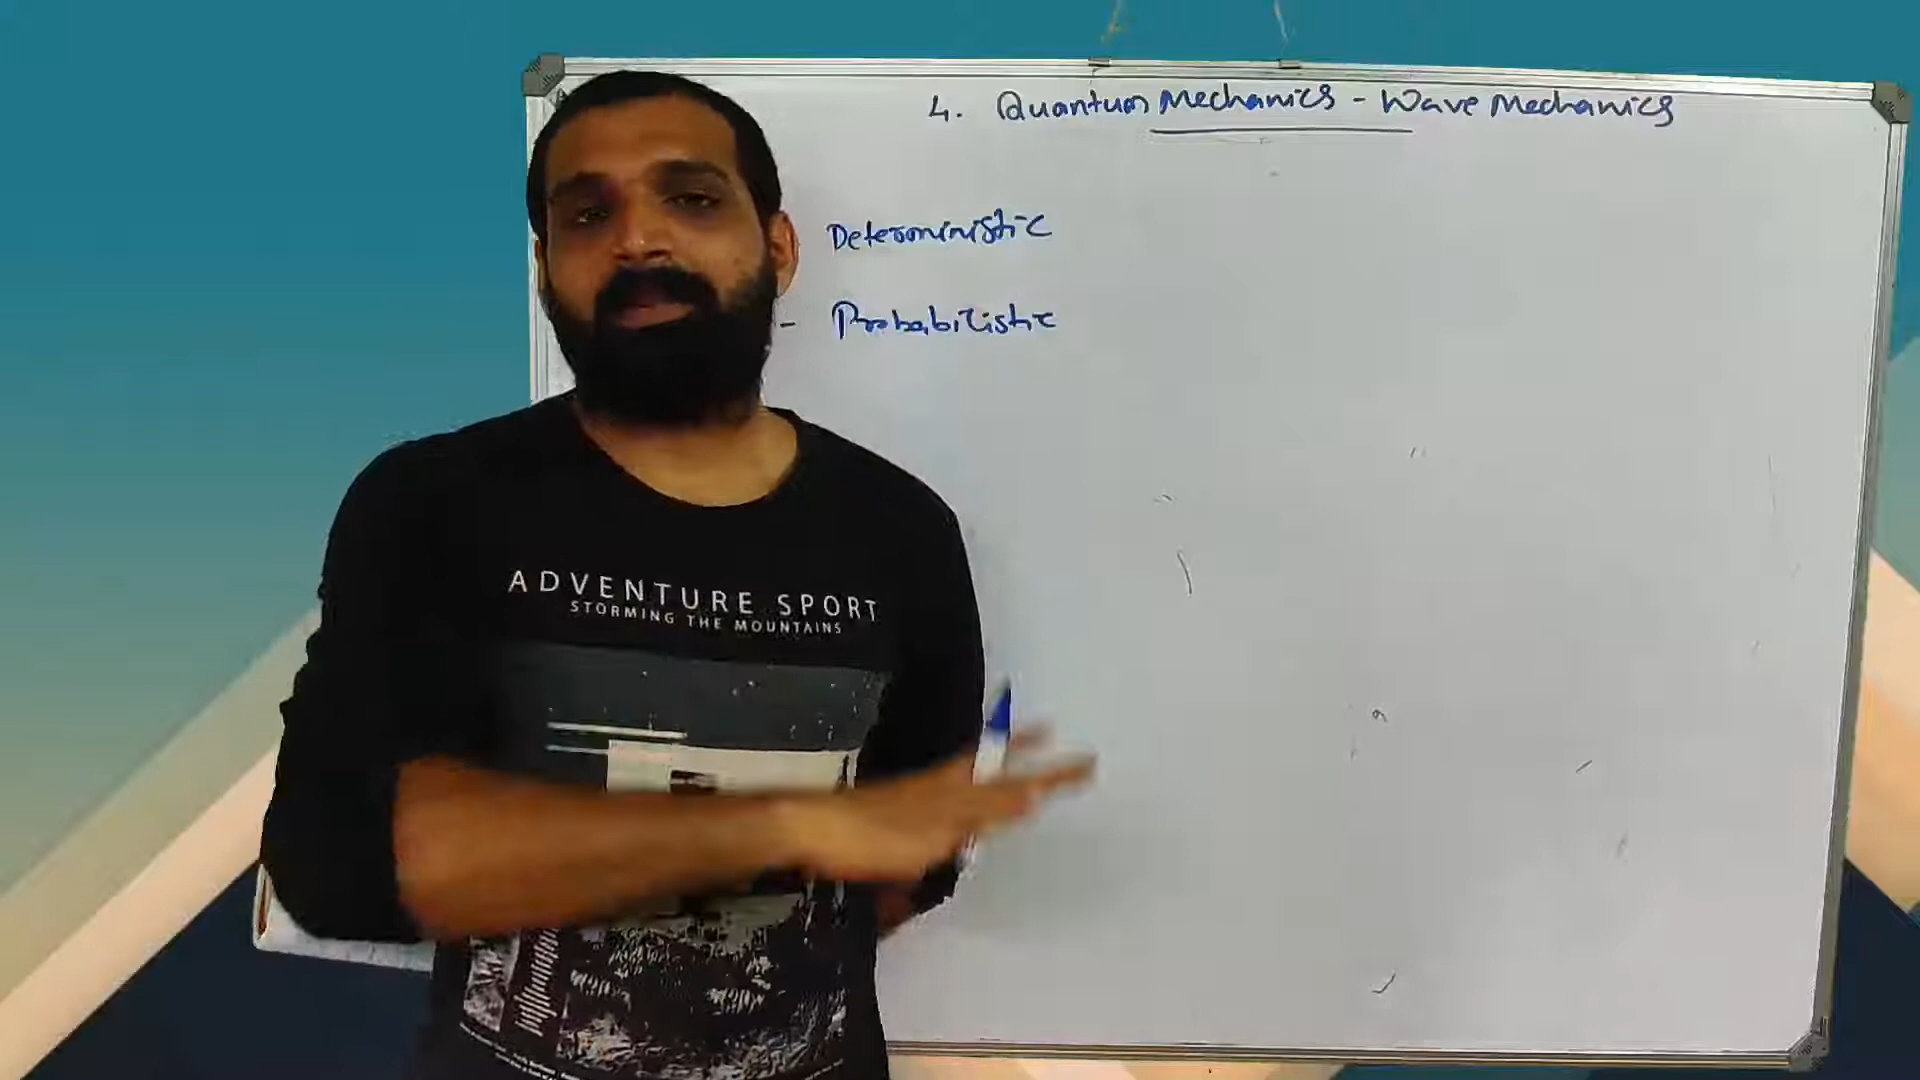 4. Quantum Mechanics - Wave Mechanics
Deterministic
- Probabilistic
ADVENTURE SPORT
STORMING THE MOUNTAINS